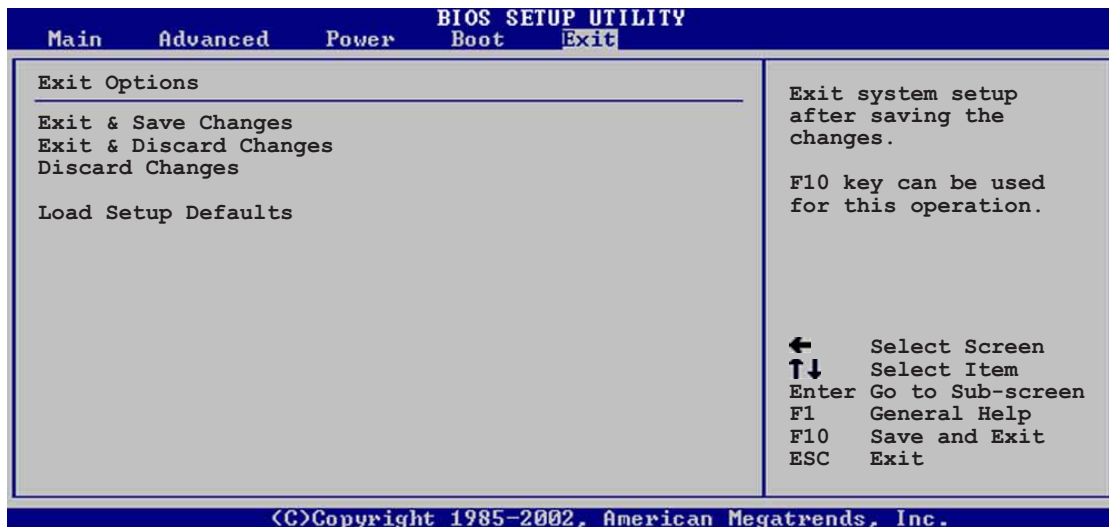 BIOS SETUP UTILITY
Main Advanced Power Boot Exit
Exit Options
Exit & Save Changes
Exit & Discard Changes
Discard Changes
Load Setup Defaults
Exit system setup
after saving the
changes.
F10 key can be used
for this operation.
← Select Screen
↑↓ Select Item
Enter Go to Sub-screen
F1 General Help
F10 Save and Exit
ESC Exit
(C)Copyright 1985-2002, American Megatrends, Inc.